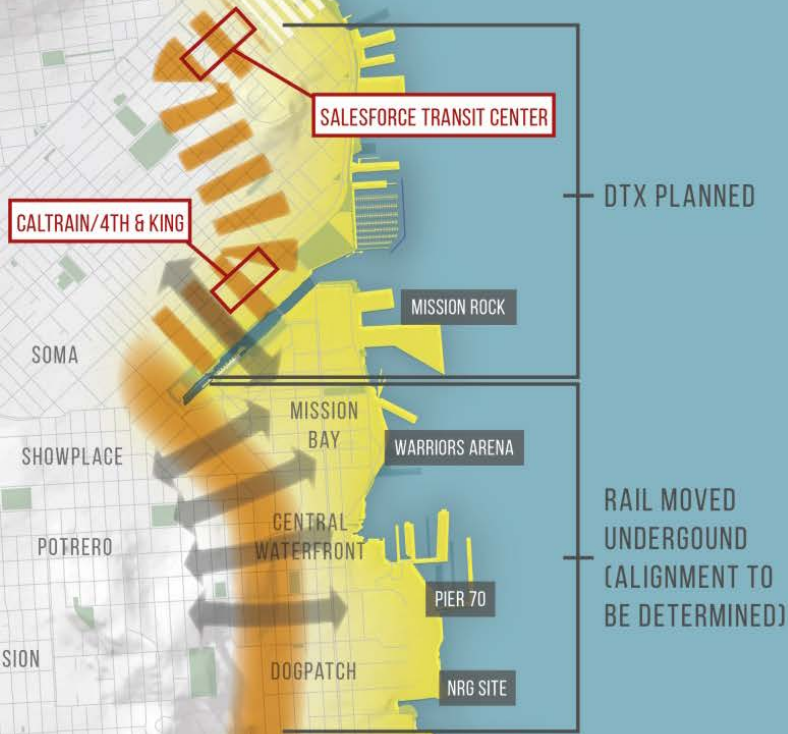 SALESFORCE TRANSIT CENTER
DTX PLANNED
CALTRAIN/4TH & KING
MISSION ROCK
SOMA
MISSION
BAY
WARRIORS ARENA
SHOWPLACE
RAIL MOVED
UNDERGOUND
(ALIGNMENT TO
BE DETERMINED)
CENTRAL
WATERFRONT
POTRERO
PIER 70
SION
DOGPATCH
NRG SITE